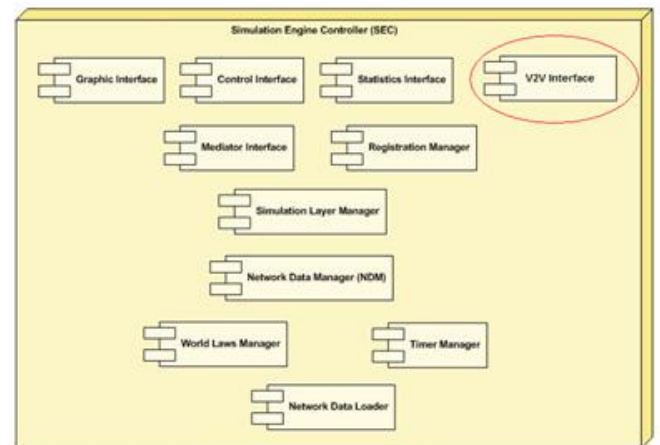 Simulation Engine Controller (SEC)
Graphic Interface
Control Interface
Statistics Interface
V2V Interface
Mediator Interface
Registration Manager
Simulation Layer Manager
Network Data Manager (NDM)
World Laws Manager
Timer Manager
Network Data Loader